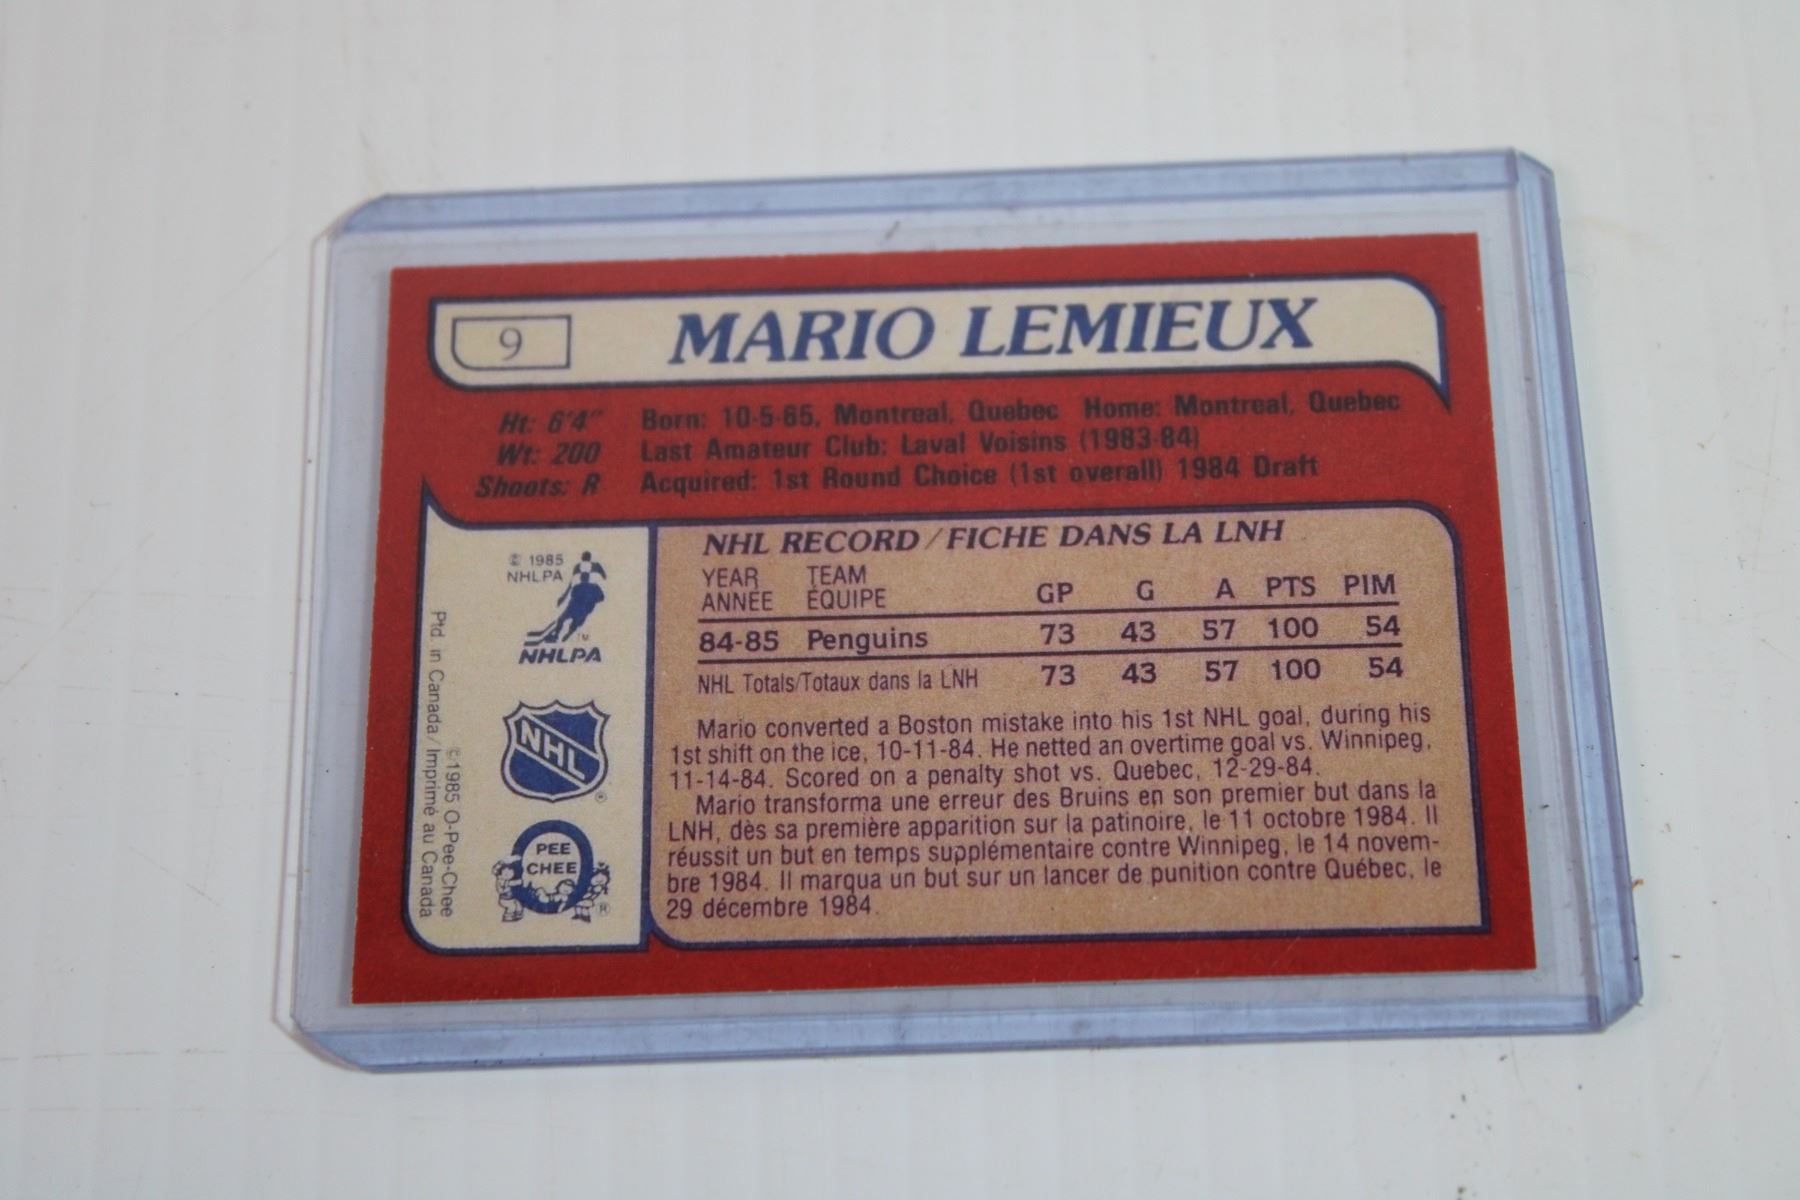 9
MARIO LEMIEUX
Ht: 6'4" Born: 10-5-65, Montreal, Quebec Home: Montreal, Quebec
Wt: 200 Last Amateur Club: Laval Voisins (1983-84)
Shoots: R Acquired: 1st Round Choice (1st overall) 1984 Draft
© 1985
NHLPA
TM
NHLPA
NHL
®
PEE
CHEE
®
©1985 O-Pee-Chee
Ptd. in Canada/Imprimé au Canada
NHL RECORD/FICHE DANS LA LNH
YEAR TEAM
ANNÉE ÉQUIPE GP G A PTS PIM
84-85 Penguins 73 43 57 100 54
NHL Totals/Totaux dans la LNH 73 43 57 100 54
Mario converted a Boston mistake into his 1st NHL goal, during his
1st shift on the ice, 10-11-84. He netted an overtime goal vs. Winnipeg,
11-14-84. Scored on a penalty shot vs. Quebec, 12-29-84.
Mario transforma une erreur des Bruins en son premier but dans la
LNH, dès sa première apparition sur la patinoire, le 11 octobre 1984. Il
réussit un but en temps supplémentaire contre Winnipeg, le 14 novem-
bre 1984. Il marqua un but sur un lancer de punition contre Québec, le
29 décembre 1984.